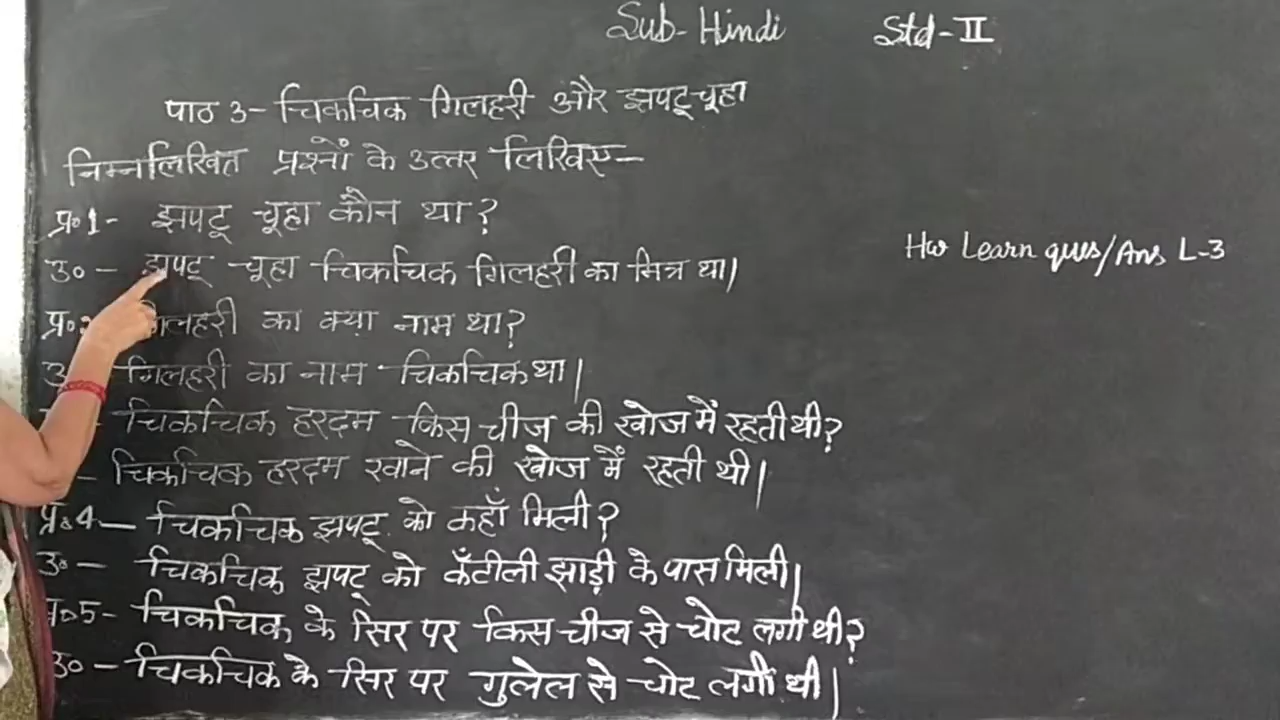 Sub- Hindi Std- II
पाठ 3- चिकचिक गिलहरी और झपटू चूहा
निम्नलिखित प्रश्नों के उत्तर लिखिए-
प्र॰1- झपटू चूहा कौन था?
उ॰- झपटू चूहा चिकचिक गिलहरी का मित्र था|
Hw Learn ques/Ans L-3
प्र॰ गिलहरी का क्या नाम था?
उ गिलहरी का नाम चिकचिक था|
- चिकचिक हरदम किस चीज की खोज में रहती थी?
- चिकचिक हरदम खाने की खोज में रहती थी|
प्र॰4- चिकचिक झपटू को कहाँ मिली?
उ॰- चिकचिक झपटू को कँटीली झाड़ी के पास मिली|
प्र॰5- चिकचिक के सिर पर किस चीज से चोट लगी थी?
उ॰- चिकचिक के सिर पर गुलेल से चोट लगी थी|